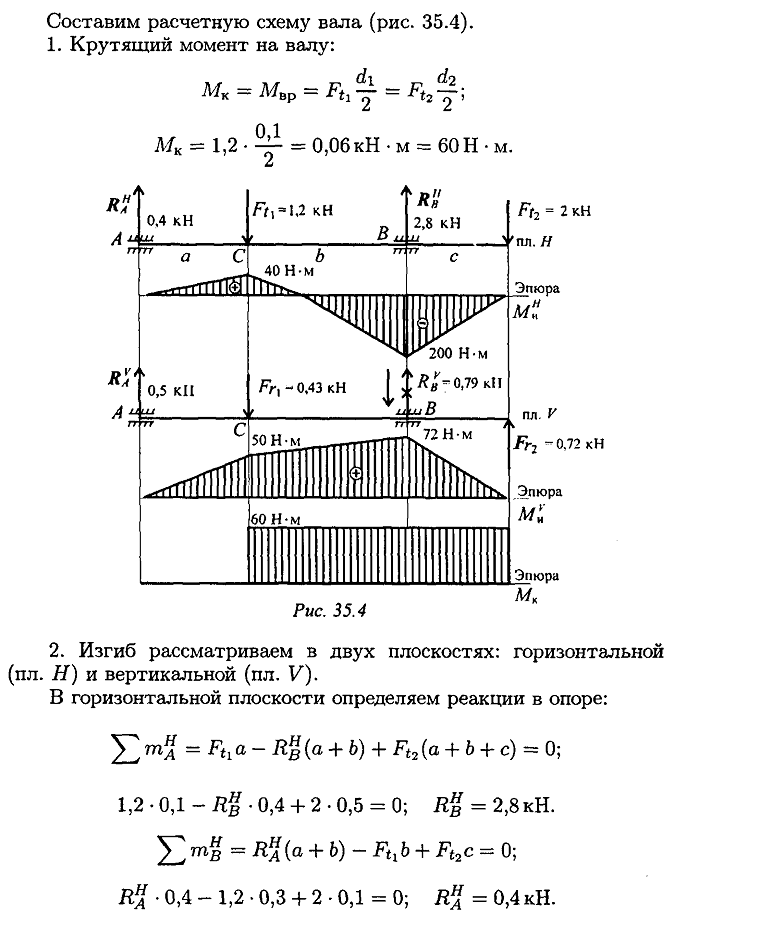 Составим расчетную схему вала (рис. 35.4).
1. Крутящий момент на валу:
Mк = Mвр = Ft1 d1/2 = Ft2 d2/2;
Mк = 1,2 · 0,1/2 = 0,06 кН · м = 60 Н · м.
R_A^H 0,4 кН Ft1=1,2 кН R_B^H 2,8 кН Ft2 = 2 кН
A C B пл. H
a b c
40 Н·м
⊕ Эпюра
⊖ M_и^H
200 Н·м
R_A^V 0,5 кН Fr1 – 0,43 кН R_B^V = 0,79 кН
A C B пл. V
50 Н·м 72 Н·м Fr2 = 0,72 кН
⊕ Эпюра
M_и^V
60 Н·м
Эпюра
Mк
Рис. 35.4
2. Изгиб рассматриваем в двух плоскостях: горизонтальной
(пл. H) и вертикальной (пл. V).
В горизонтальной плоскости определяем реакции в опоре:
∑ m_A^H = Ft1 a − R_B^H (a + b) + Ft2 (a + b + c) = 0;
1,2 · 0,1 − R_B^H · 0,4 + 2 · 0,5 = 0; R_B^H = 2,8 кН.
∑ m_B^H = R_A^H (a + b) − Ft1 b + Ft2 c = 0;
R_A^H · 0,4 − 1,2 · 0,3 + 2 · 0,1 = 0; R_A^H = 0,4 кН.